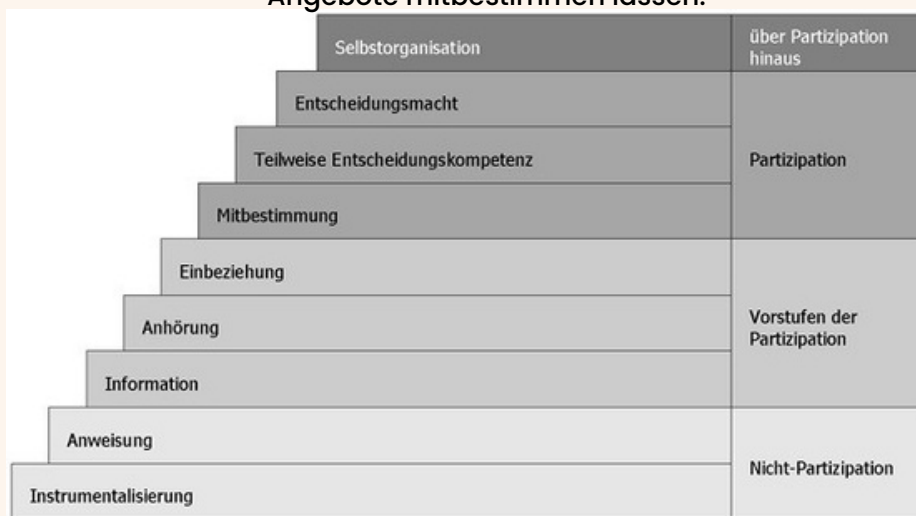 Angebote mitbestimmen lassen.
Selbstorganisation
über Partizipation
hinaus
Entscheidungsmacht
Teilweise Entscheidungskompetenz
Partizipation
Mitbestimmung
Einbeziehung
Anhörung
Vorstufen der
Partizipation
Information
Anweisung
Nicht-Partizipation
Instrumentalisierung